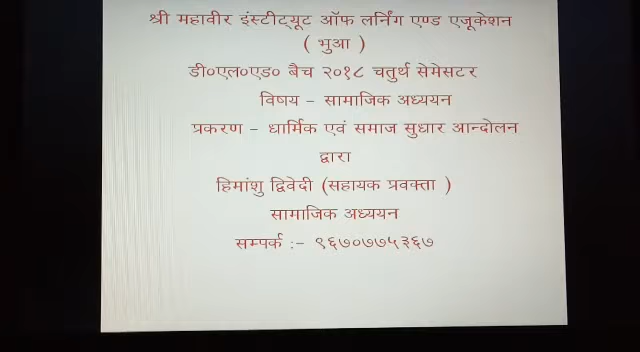 श्री महावीर इंस्टीट्यूट ऑफ लर्निंग एण्ड एजूकेशन
( भुआ )
डी०एल०एड० बैच २०१८ चतुर्थ सेमेसटर
विषय – सामाजिक अध्ययन
प्रकरण – धार्मिक एवं समाज सुधार आन्दोलन
द्वारा
हिमांशु द्विवेदी (सहायक प्रवक्ता )
सामाजिक अध्ययन
सम्पर्क :– ९६७०७७५३६७